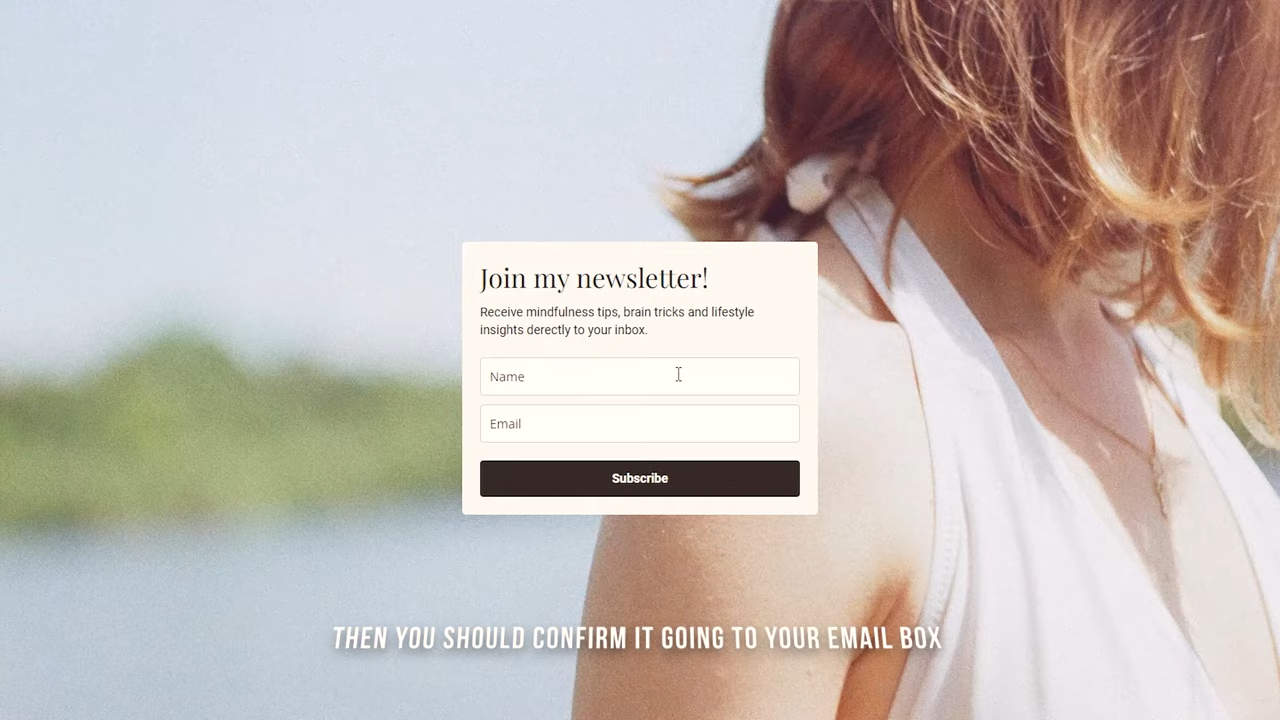 Join my newsletter!
Receive mindfulness tips, brain tricks and lifestyle
insights derectly to your inbox.
Name
Email
Subscribe
THEN YOU SHOULD CONFIRM IT GOING TO YOUR EMAIL BOX